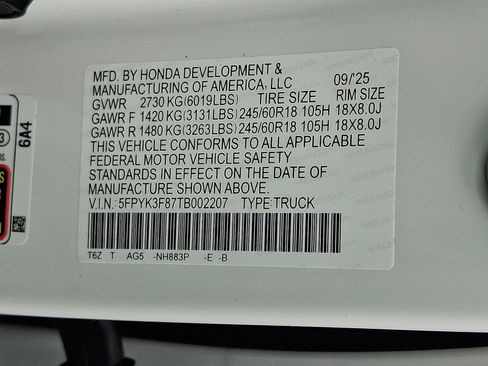 MFD. BY HONDA DEVELOPMENT &
MANUFACTURING OF AMERICA, LLC 09/'25
GVWR 2730 KG(6019LBS) TIRE SIZE RIM SIZE
GAWR F 1420 KG(3131LBS) 245/60R18 105H 18X8.0J
GAWR R 1480 KG(3263LBS) 245/60R18 105H 18X8.0J
THIS VEHICLE CONFORMS TO ALL APPLICABLE
FEDERAL MOTOR VEHICLE SAFETY
STANDARDS IN EFFECT ON THE DATE OF
MANUFACTURE SHOWN ABOVE.
V.I.N.: 5FPYK3F87TB002207 TYPE:TRUCK
T6Z T AG5 -NH883P -E -B
6A4